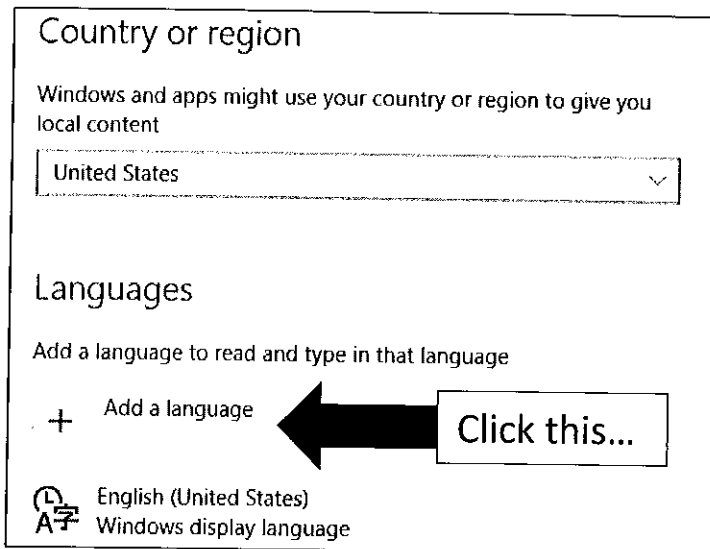 Country or region
Windows and apps might use your country or region to give you
local content
United States
Languages
Add a language to read and type in that language
+ Add a language
Click this...
English (United States)
A字 Windows display language